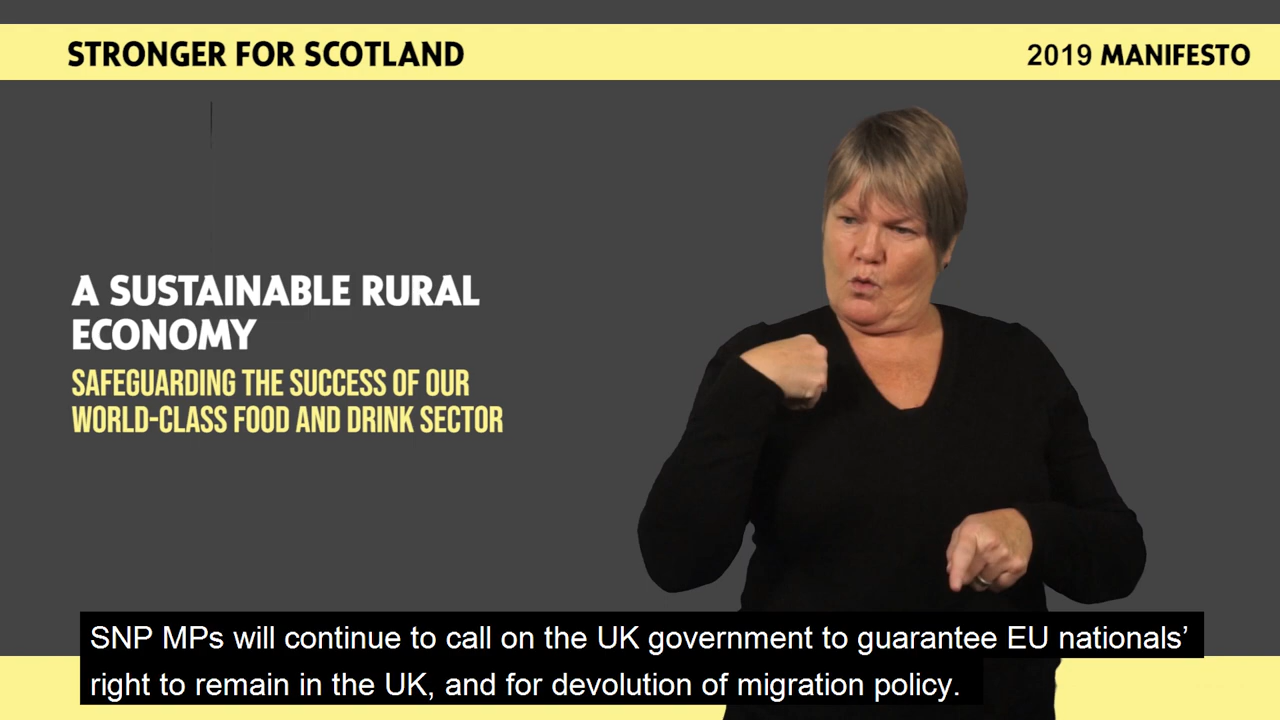 STRONGER FOR SCOTLAND
2019 MANIFESTO
A SUSTAINABLE RURAL
ECONOMY
SAFEGUARDING THE SUCCESS OF OUR
WORLD-CLASS FOOD AND DRINK SECTOR
SNP MPs will continue to call on the UK government to guarantee EU nationals’
right to remain in the UK, and for devolution of migration policy.